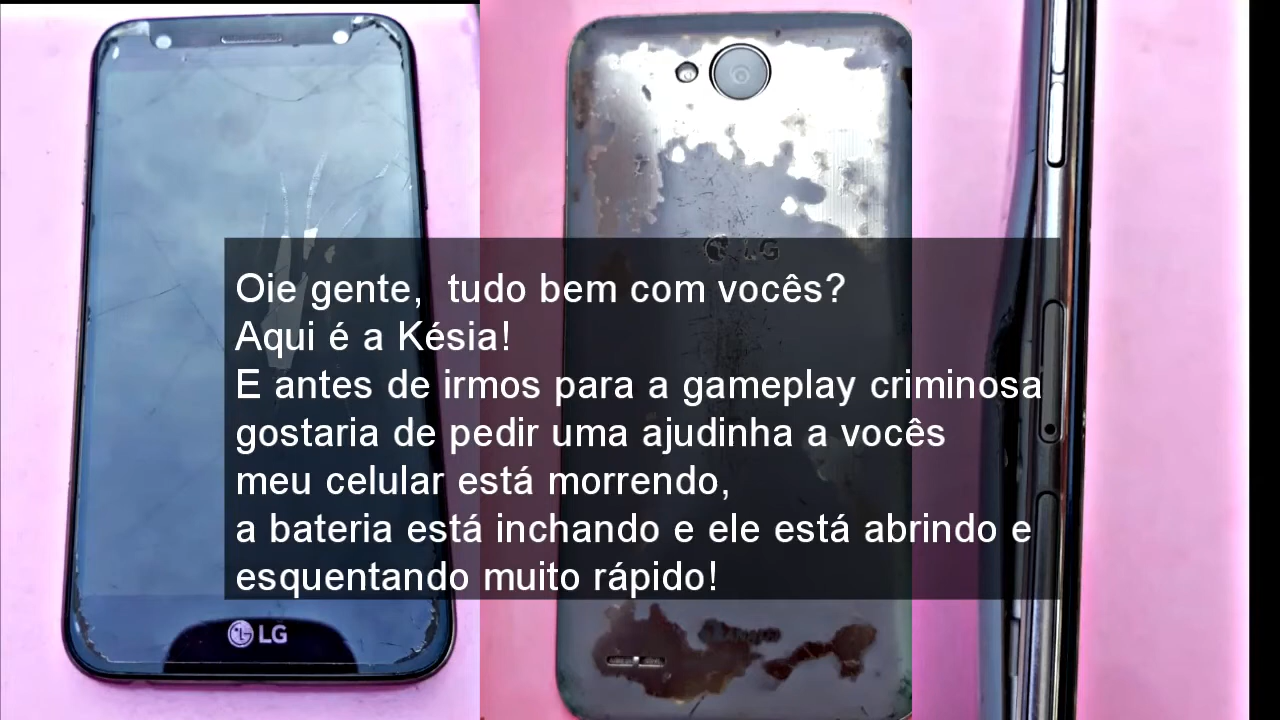 Oie gente,  tudo bem com vocês?
Aqui é a Késia!
E antes de irmos para a gameplay criminosa
gostaria de pedir uma ajudinha a vocês
meu celular está morrendo,
a bateria está inchando e ele está abrindo e
esquentando muito rápido!
LG
LG